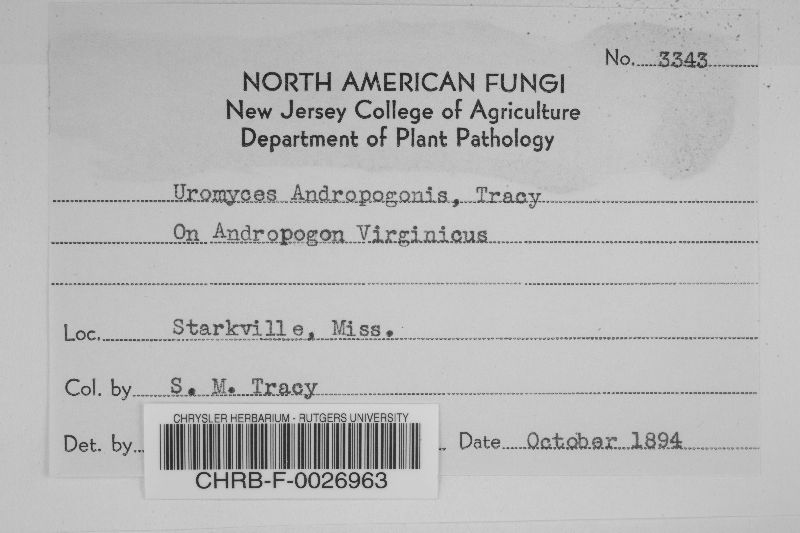 No. 3343
NORTH AMERICAN FUNGI
New Jersey College of Agriculture
Department of Plant Pathology
Uromyces Andropogonis, Tracy
On Andropogon Virginicus
Loc. Starkville, Miss.
Col. by S. M. Tracy
Det. by Date October 1894
CHRYSLER HERBARIUM - RUTGERS UNIVERSITY
CHRB-F-0026963